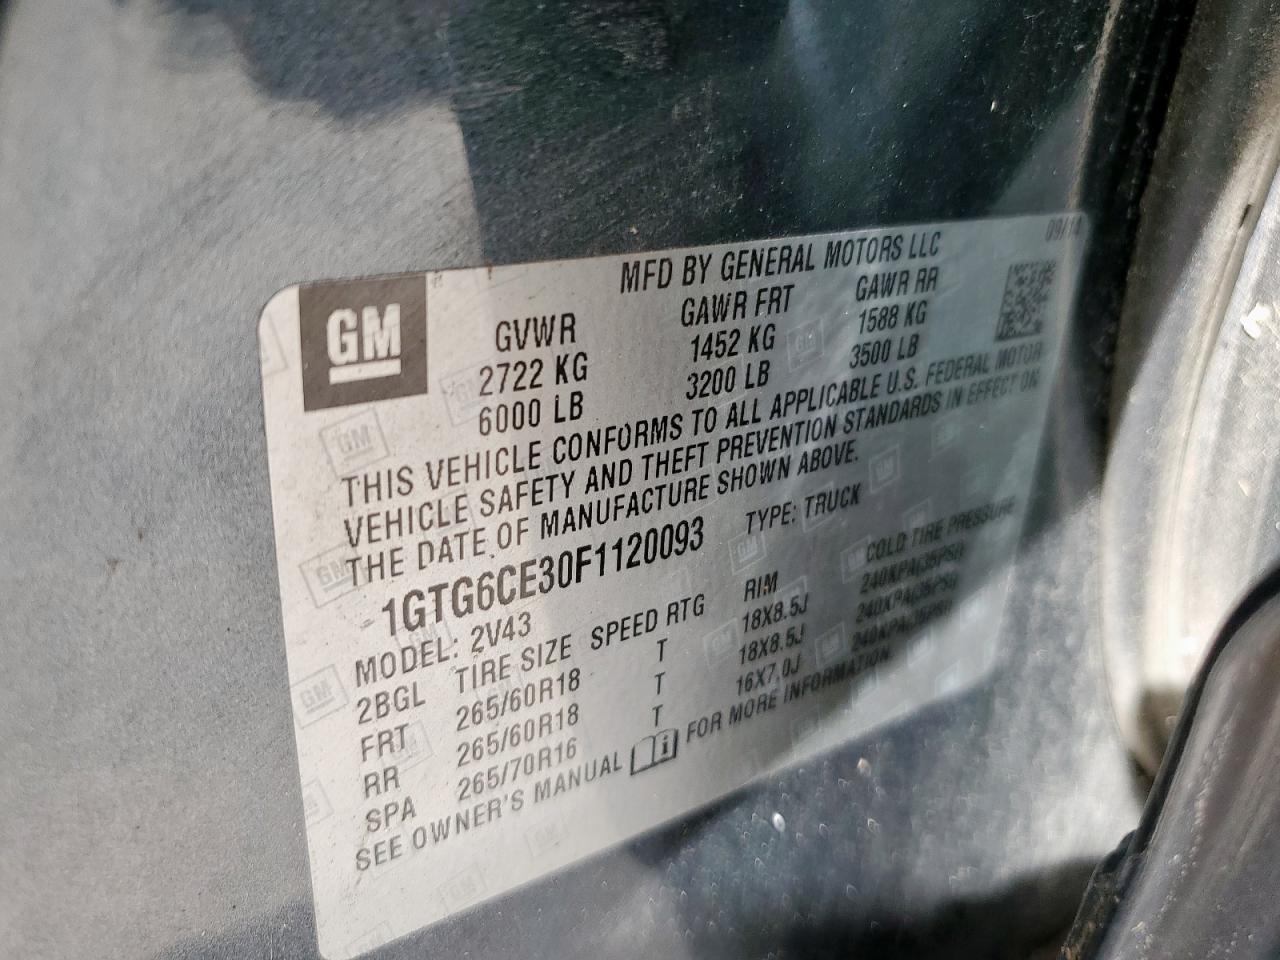 MFD BY GENERAL MOTORS LLC
GM
GVWR GAWR FRT GAWR RR
2722 KG 1452 KG 1588 KG
6000 LB 3200 LB 3500 LB
THIS VEHICLE CONFORMS TO ALL APPLICABLE U.S. FEDERAL MOTOR
VEHICLE SAFETY AND THEFT PREVENTION STANDARDS IN EFFECT ON
THE DATE OF MANUFACTURE SHOWN ABOVE.
1GTG6CE30F1120093 TYPE: TRUCK
MODEL: 2V43
2BGL TIRE SIZE SPEED RTG RIM COLD TIRE PRESSURE
FRT 265/60R18 T 18X8.5J 240KPA(35PSI)
RR 265/60R18 T 18X8.5J 240KPA(35PSI)
SPA 265/70R16 T 16X7.0J 240KPA(35PSI)
SEE OWNER'S MANUAL FOR MORE INFORMATION